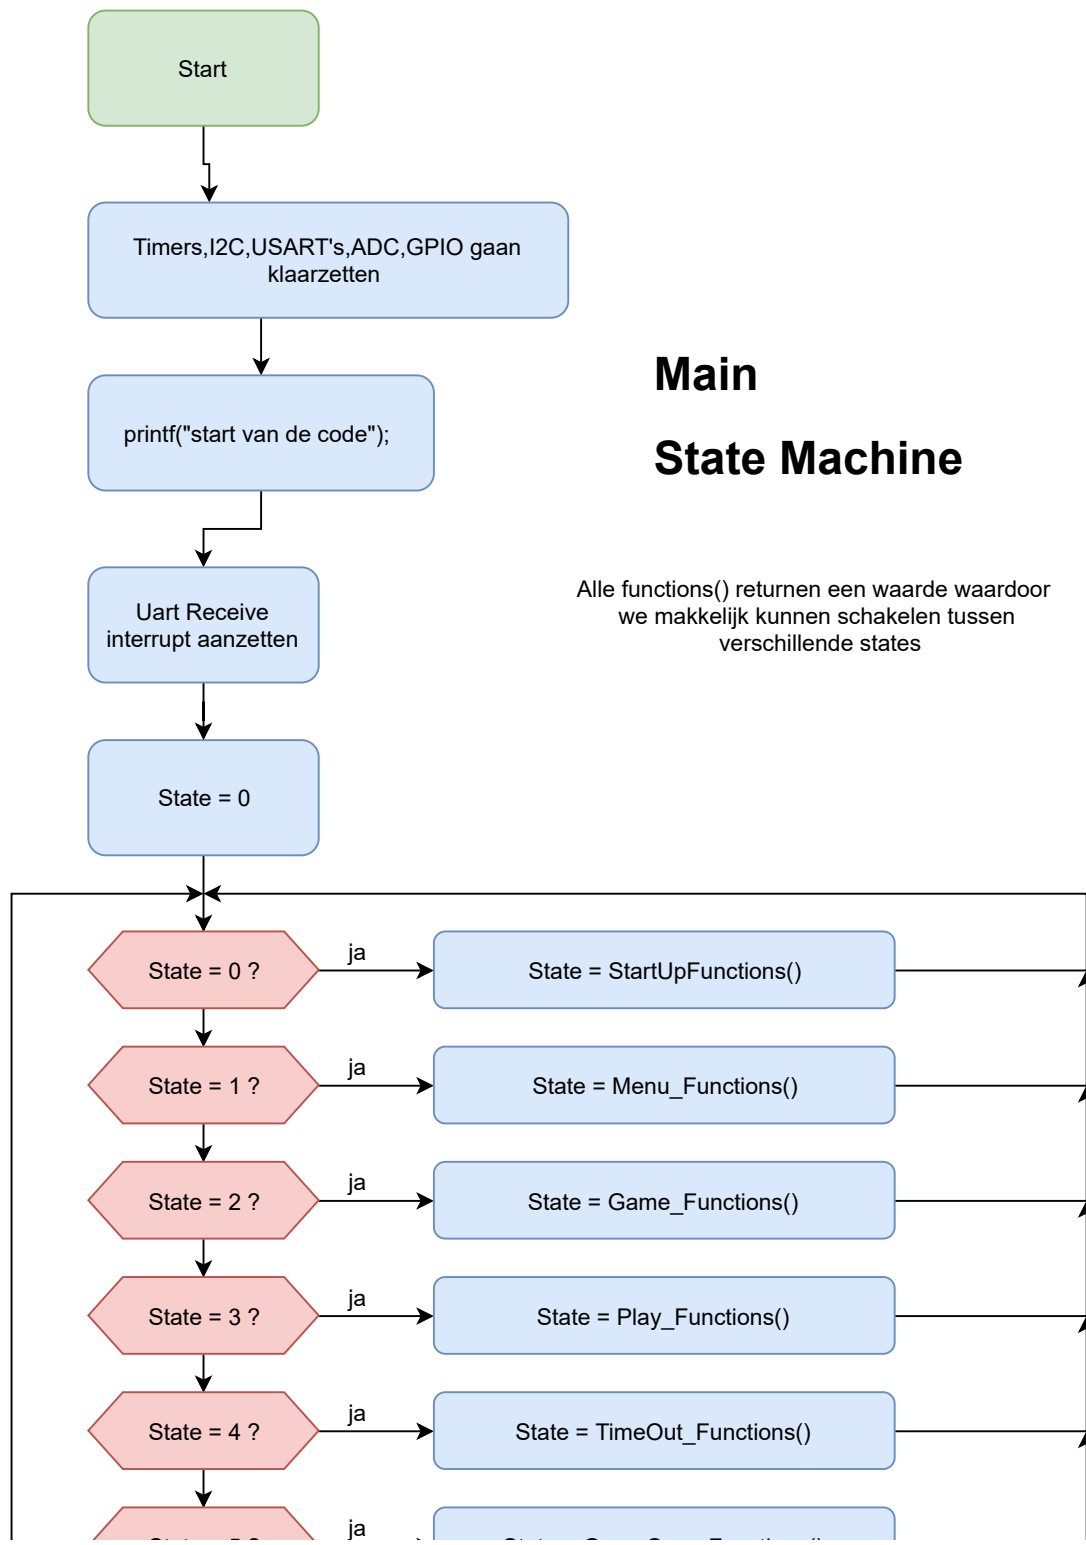 Start
Timers,I2C,USART's,ADC,GPIO gaan
klaarzetten
printf("start van de code");
Main
State Machine
Uart Receive
interrupt aanzetten
Alle functions() returnen een waarde waardoor
we makkelijk kunnen schakelen tussen
verschillende states
State = 0
State = 0 ?
ja
State = StartUpFunctions()
State = 1 ?
ja
State = Menu_Functions()
State = 2 ?
ja
State = Game_Functions()
State = 3 ?
ja
State = Play_Functions()
State = 4 ?
ja
State = TimeOut_Functions()
ja